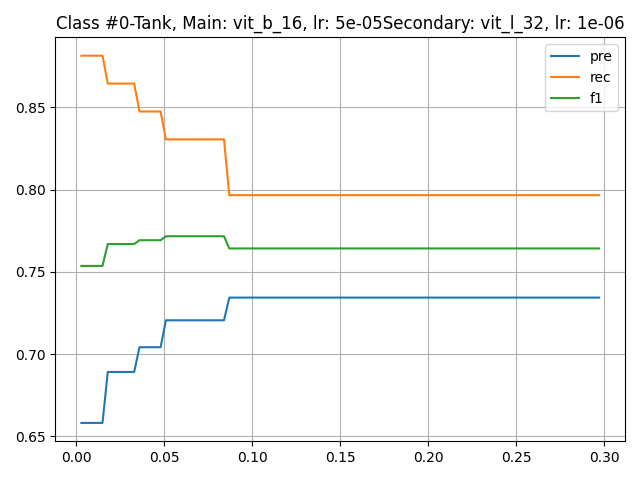 Class #0-Tank, Main: vit_b_16, lr: 5e-05Secondary: vit_l_32, lr: 1e-06
pre
rec
f1
0.85
0.80
0.75
0.70
0.65
0.00 0.05 0.10 0.15 0.20 0.25 0.30